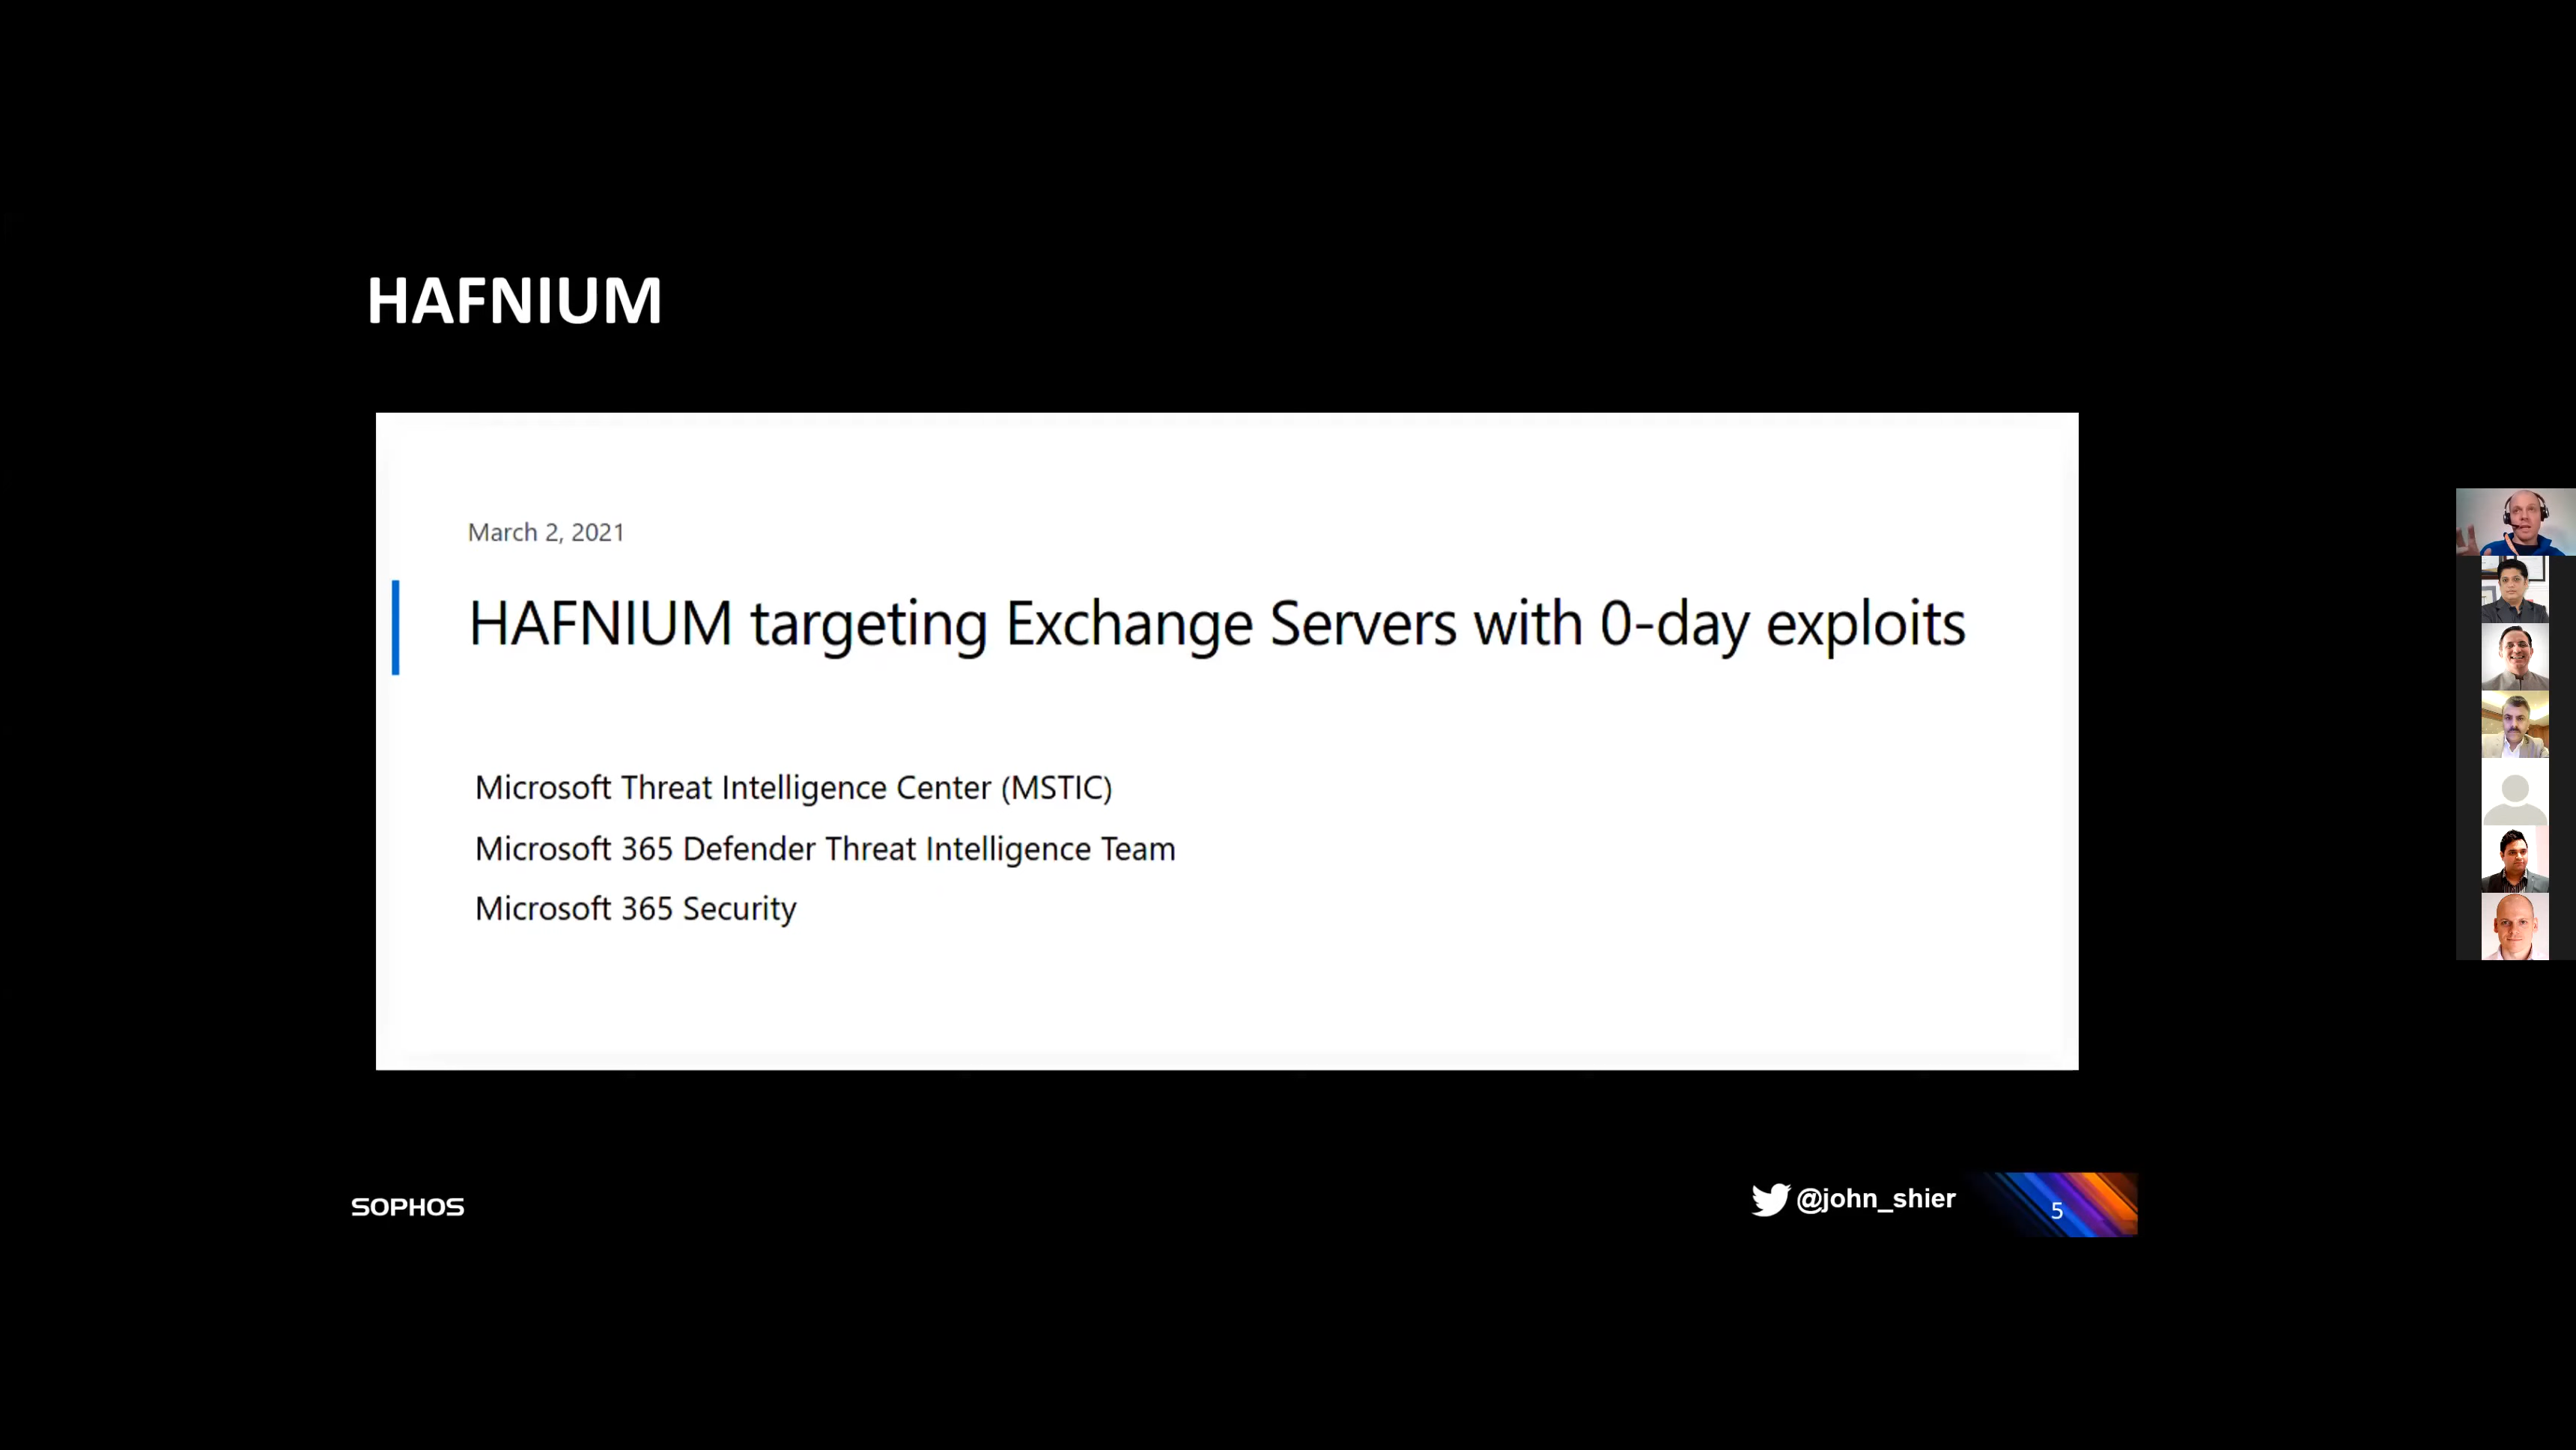 HAFNIUM
March 2, 2021
HAFNIUM targeting Exchange Servers with 0-day exploits
Microsoft Threat Intelligence Center (MSTIC)
Microsoft 365 Defender Threat Intelligence Team
Microsoft 365 Security
SOPHOS
@john_shier
5